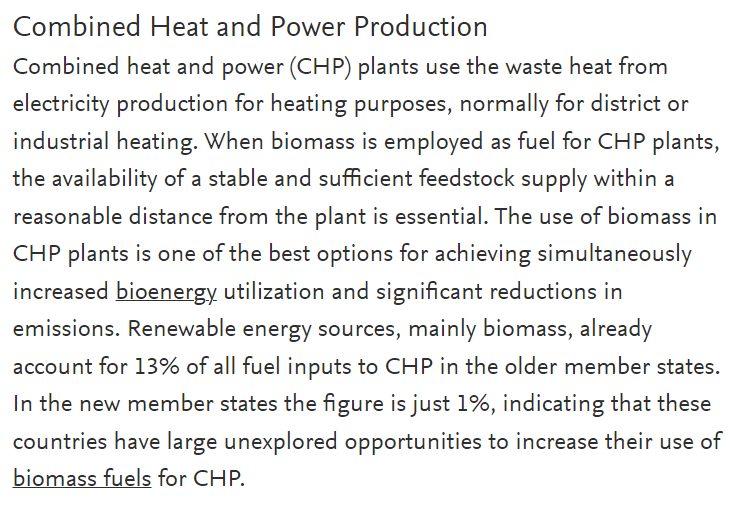 Combined Heat and Power Production
Combined heat and power (CHP) plants use the waste heat from
electricity production for heating purposes, normally for district or
industrial heating. When biomass is employed as fuel for CHP plants,
the availability of a stable and sufficient feedstock supply within a
reasonable distance from the plant is essential. The use of biomass in
CHP plants is one of the best options for achieving simultaneously
increased bioenergy utilization and significant reductions in
emissions. Renewable energy sources, mainly biomass, already
account for 13% of all fuel inputs to CHP in the older member states.
In the new member states the figure is just 1%, indicating that these
countries have large unexplored opportunities to increase their use of
biomass fuels for CHP.